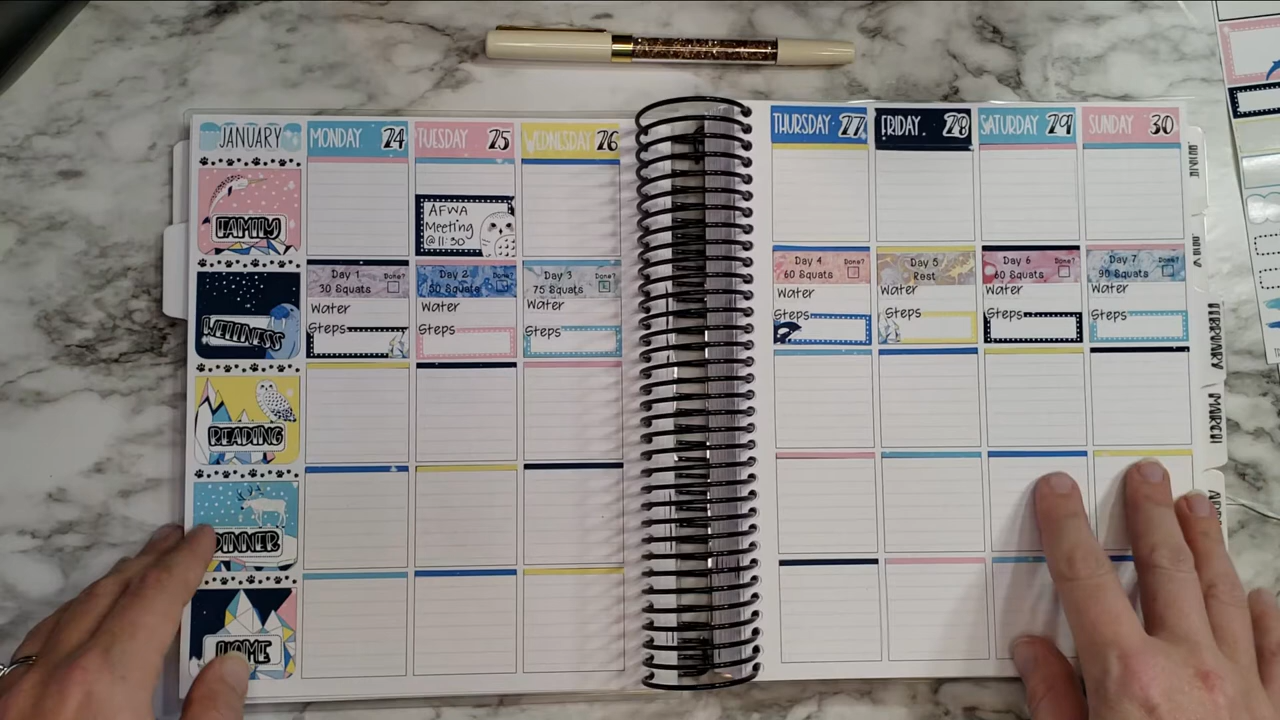 JANUARY
MONDAY 24
TUESDAY 25
WEDNESDAY 26
THURSDAY 27
FRIDAY 28
SATURDAY 29
SUNDAY 30
FAMILY
AFWA
Meeting
@11:30
WELLNESS
Day 1 Done?
30 Squats
Water
Steps
Day 2 Done?
50 Squats
Water
Steps
Day 3 Done?
75 Squats
Water
Steps
Day 4 Done?
60 Squats
Water
Steps
Day 5
Rest
Water
Steps
Day 6 Done?
60 Squats
Water
Steps
Day 7 Done?
90 Squats
Water
Steps
READING
DINNER
HOME
FEBRUARY
MARCH